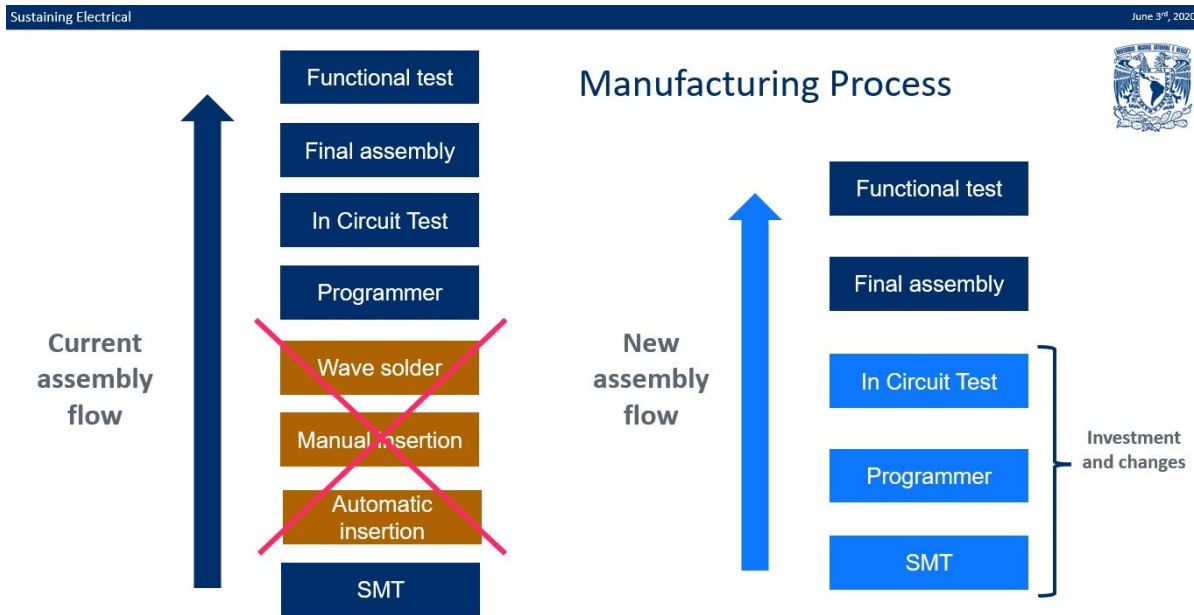 Sustaining Electrical
June 3rd, 2020
Manufacturing Process
Current
assembly
flow
Functional test
Final assembly
In Circuit Test
Programmer
Wave solder
Manual insertion
Automatic
insertion
SMT
New
assembly
flow
Functional test
Final assembly
In Circuit Test
Programmer
SMT
Investment
and changes